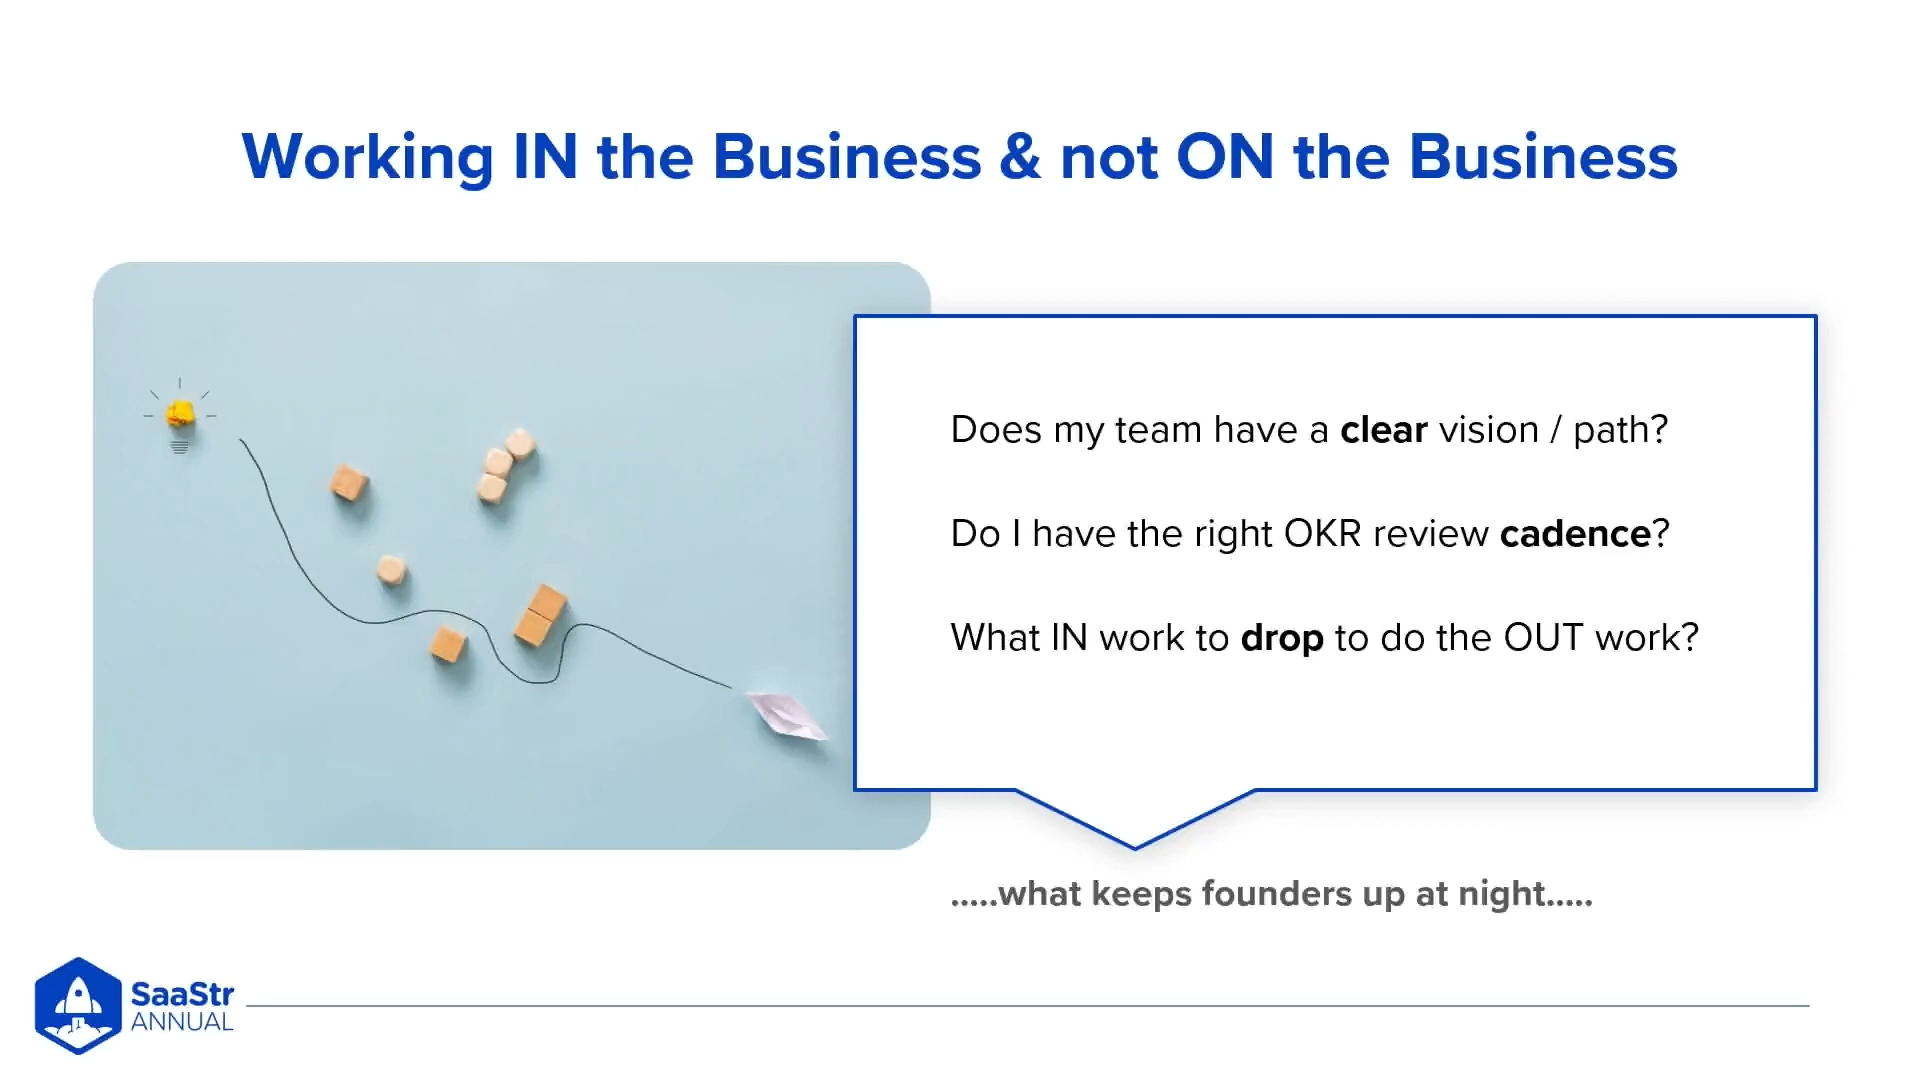 Working IN the Business & not ON the Business
Does my team have a clear vision / path?
Do I have the right OKR review cadence?
What IN work to drop to do the OUT work?
.....what keeps founders up at night.....
SaaStr
ANNUAL